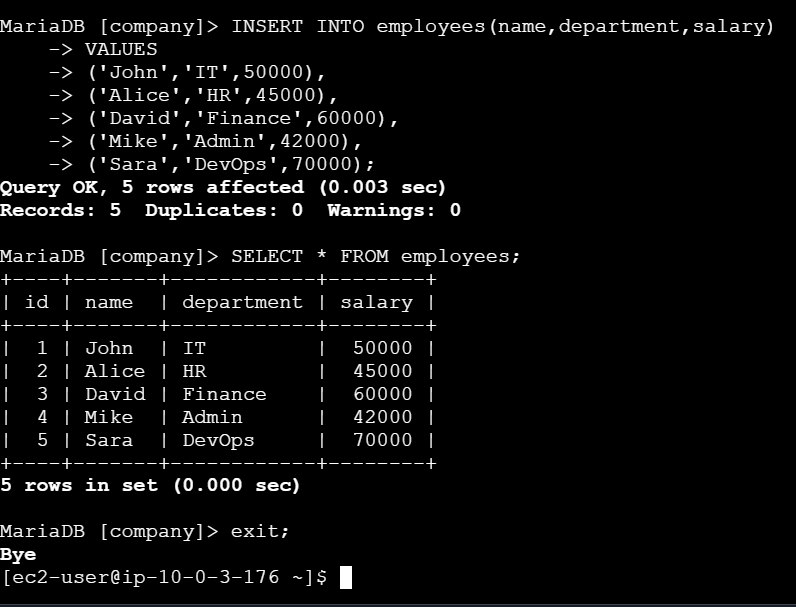 MariaDB [company]> INSERT INTO employees(name,department,salary)
    -> VALUES
    -> ('John','IT',50000),
    -> ('Alice','HR',45000),
    -> ('David','Finance',60000),
    -> ('Mike','Admin',42000),
    -> ('Sara','DevOps',70000);
Query OK, 5 rows affected (0.003 sec)
Records: 5  Duplicates: 0  Warnings: 0

MariaDB [company]> SELECT * FROM employees;
+----+-------+------------+--------+
| id | name  | department | salary |
+----+-------+------------+--------+
|  1 | John  | IT         |  50000 |
|  2 | Alice | HR         |  45000 |
|  3 | David | Finance    |  60000 |
|  4 | Mike  | Admin      |  42000 |
|  5 | Sara  | DevOps     |  70000 |
+----+-------+------------+--------+
5 rows in set (0.000 sec)

MariaDB [company]> exit;
Bye
[ec2-user@ip-10-0-3-176 ~]$